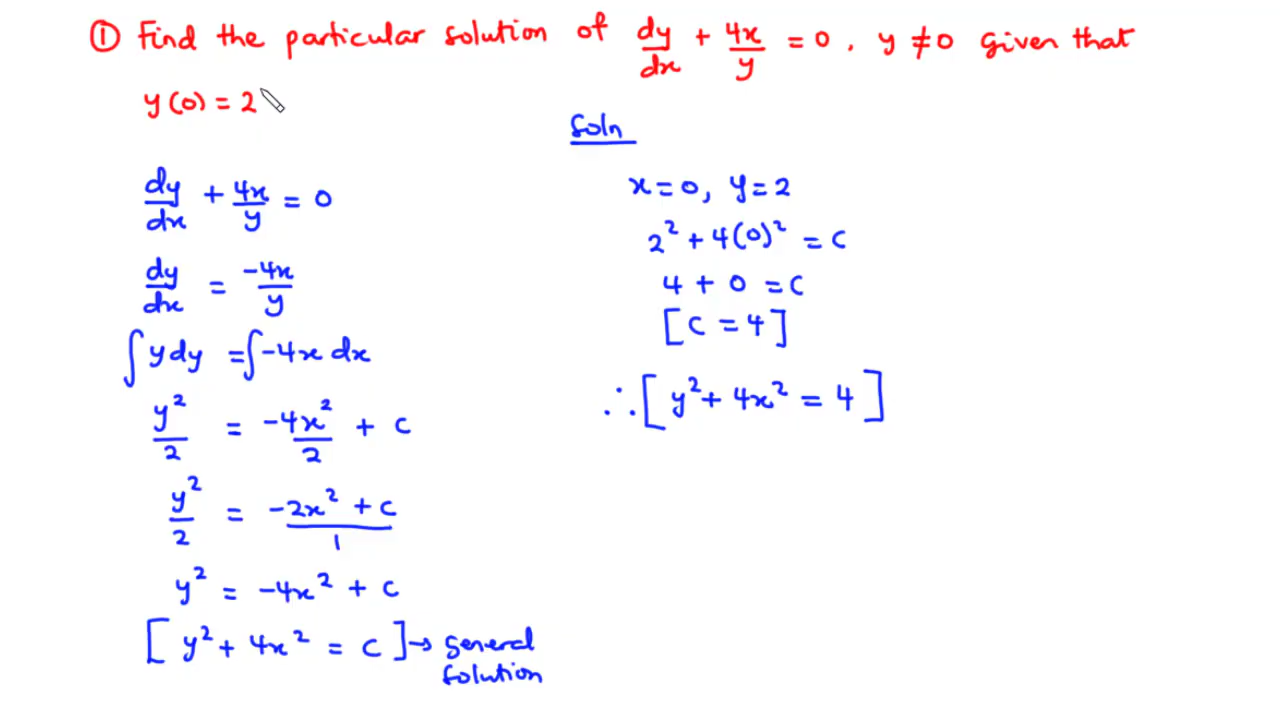 ① Find the particular solution of dy/dx + 4x/y = 0, y ≠ 0 given that
y(0) = 2
dy/dx + 4x/y = 0
dy/dx = -4x/y
∫ y dy = ∫ -4x dx
y²/2 = -4x²/2 + c
y²/2 = (-2x² + c)/1
y² = -4x² + c
[ y² + 4x² = c ] → general
solution
Soln
x = 0, y = 2
2² + 4(0)² = c
4 + 0 = c
[ c = 4 ]
∴ [ y² + 4x² = 4 ]